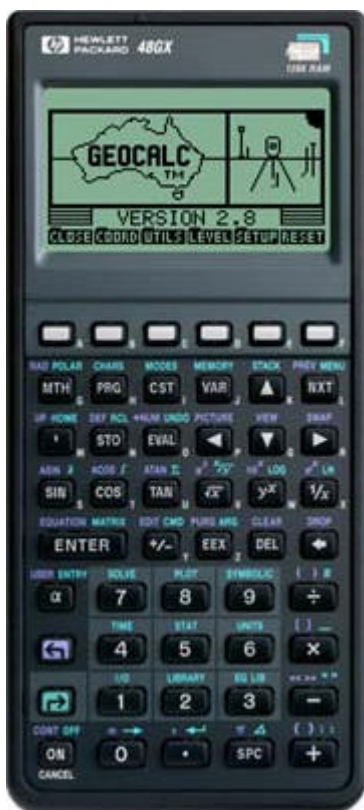 hp HEWLETT PACKARD 48GX
128K RAM
GEOCALC
TM
VERSION 2.8
CLOSE COORD UTILS LEVEL SETUP RESET
A B C D E F
RAD POLAR CHARS MODES MEMORY STACK PREV MENU
MTH G PRG H CST I VAR J ▲ K NXT L
UP HOME DEF RCL →NUM UNDO PICTURE VIEW SWAP
' M STO N EVAL O ◀ P ▼ Q ▶ R
ASIN ∂ ACOS ∫ ATAN Σ LOG LN
SIN S COS T TAN U √x V yˣ W 1/x X
EQUATION MATRIX EDIT CMD PURG ARG CLEAR DROP
ENTER +/- Y EEX Z DEL
USER ENTRY SOLVE PLOT SYMBOLIC ( ) #
α 7 8 9 ÷
TIME STAT UNITS [ ] _
4 5 6 ×
I/O LIBRARY EQ LIB «» " "
1 2 3 −
CONT OFF
ON 0 . SPC +
CANCEL